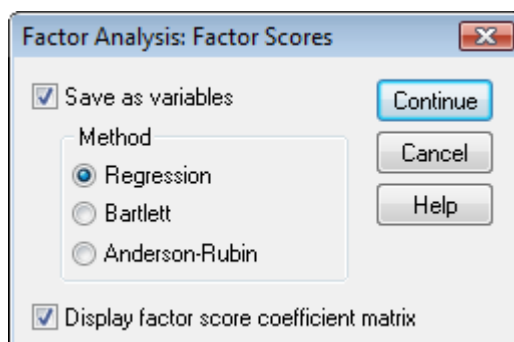 Factor Analysis: Factor Scores
Save as variables
Continue
Method
Cancel
Regression
Help
Bartlett
Anderson-Rubin
Display factor score coefficient matrix